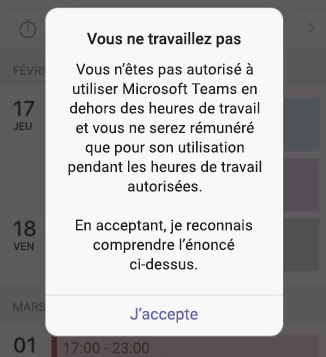 Vous ne travaillez pas
FÉVRI
Vous n’êtes pas autorisé à
utiliser Microsoft Teams en
dehors des heures de travail
et vous ne serez rémunéré
que pour son utilisation
pendant les heures de travail
autorisées.
17
JEU
En acceptant, je reconnais
comprendre l’énoncé
ci-dessus.
18
VEN
MARS
J‘accepte
01
17:00 - 23:00